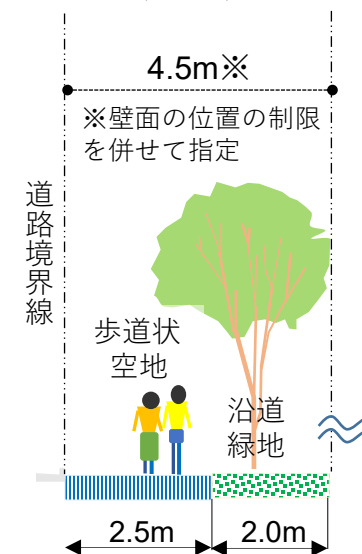 4.5m※
※壁面の位置の制限
を併せて指定
道路境界線
歩道状
空地
沿道
緑地
2.5m
2.0m